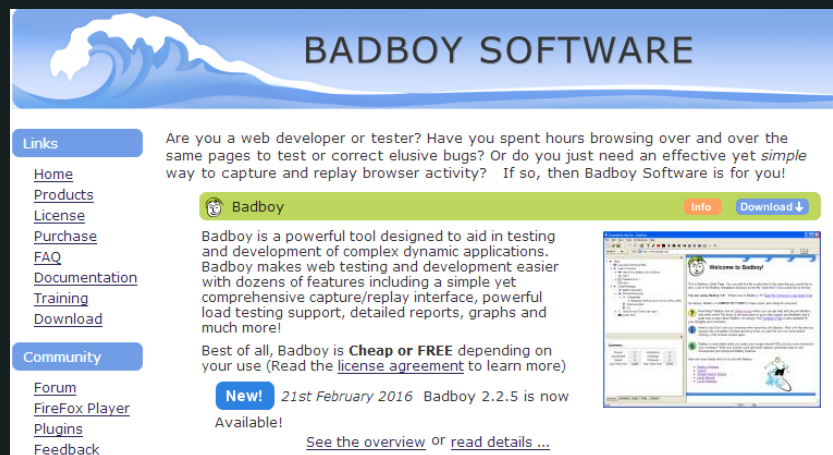 BADBOY SOFTWARE
Links
Home
Products
License
Purchase
FAQ
Documentation
Training
Download
Community
Forum
FireFox Player
Plugins
Feedback
Are you a web developer or tester? Have you spent hours browsing over and over the
same pages to test or correct elusive bugs? Or do you just need an effective yet simple
way to capture and replay browser activity? If so, then Badboy Software is for you!
Badboy Info Download
Badboy is a powerful tool designed to aid in testing
and development of complex dynamic applications.
Badboy makes web testing and development easier
with dozens of features including a simple yet
comprehensive capture/replay interface, powerful
load testing support, detailed reports, graphs and
much more!
Best of all, Badboy is Cheap or FREE depending on
your use (Read the license agreement to learn more)
New! 21st February 2016 Badboy 2.2.5 is now
Available!
See the overview or read details ...
Welcome to Badboy!